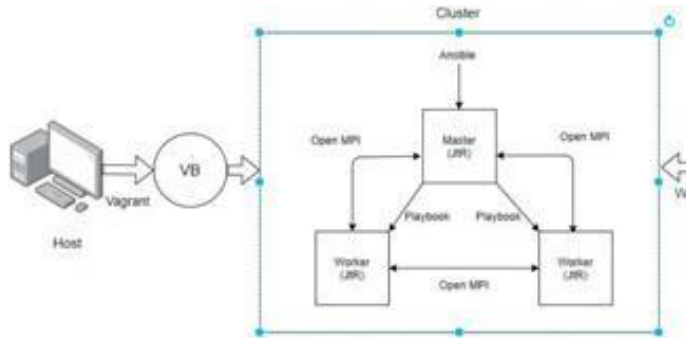 Cluster
Ansible
Open MPI
Master
(JtR)
Open MPI
VB
Vagrant
Playbook
Playbook
Host
Worker
(JtR)
Open MPI
Worker
(JtR)